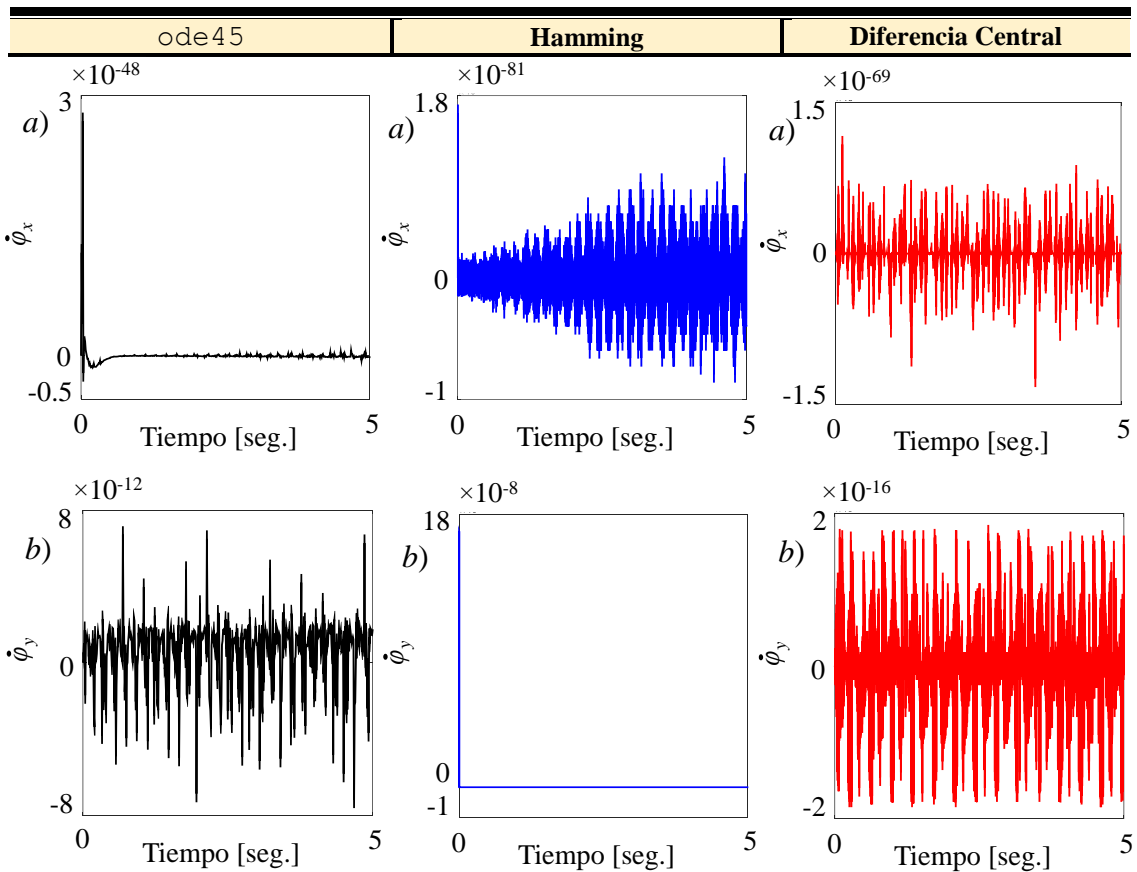 ode45 Hamming Diferencia Central
×10-48 ×10-81 ×10-69
a) a) a)
3 1.8 1.5
φ̇x φ̇x φ̇x
0 0 0
-0.5 -1 -1.5
0 5 0 5 0 5
Tiempo [seg.] Tiempo [seg.] Tiempo [seg.]
×10-12 ×10-8 ×10-16
8 18 2
b) b) b)
φ̇y φ̇y φ̇y
0 0 0
-8 -1 -2
0 5 0 5 0 5
Tiempo [seg.] Tiempo [seg.] Tiempo [seg.]